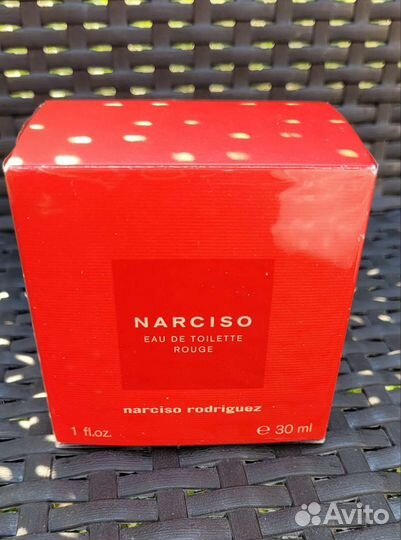 NARCISO
EAU DE TOILETTE
ROUGE
narciso rodriguez
1 fl.oz. ℮ 30 ml
Avito